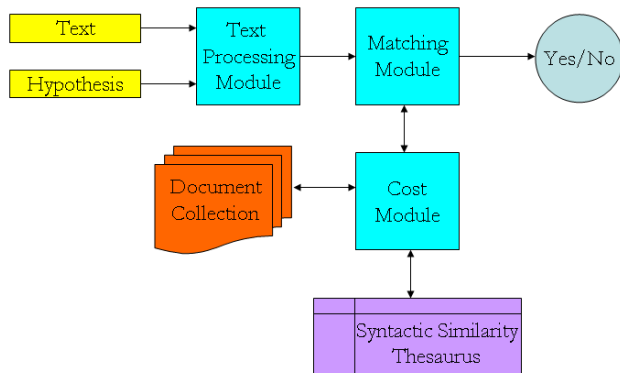 Text
Hypothesis
Text
Processing
Module
Matching
Module
Yes/No
Document
Collection
Cost
Module
Syntactic Similarity
Thesaurus